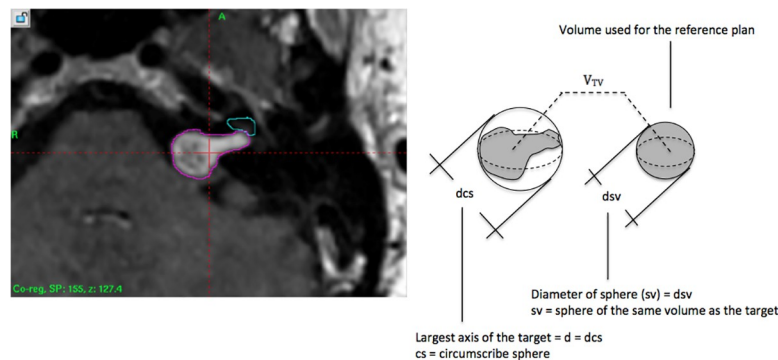 A
R
Co-reg, SP: 155, z: 127.4
Volume used for the reference plan
V_TV
dcs
dsv
Diameter of sphere (sv) = dsv
sv = sphere of the same volume as the target
Largest axis of the target = d = dcs
cs = circumscribe sphere